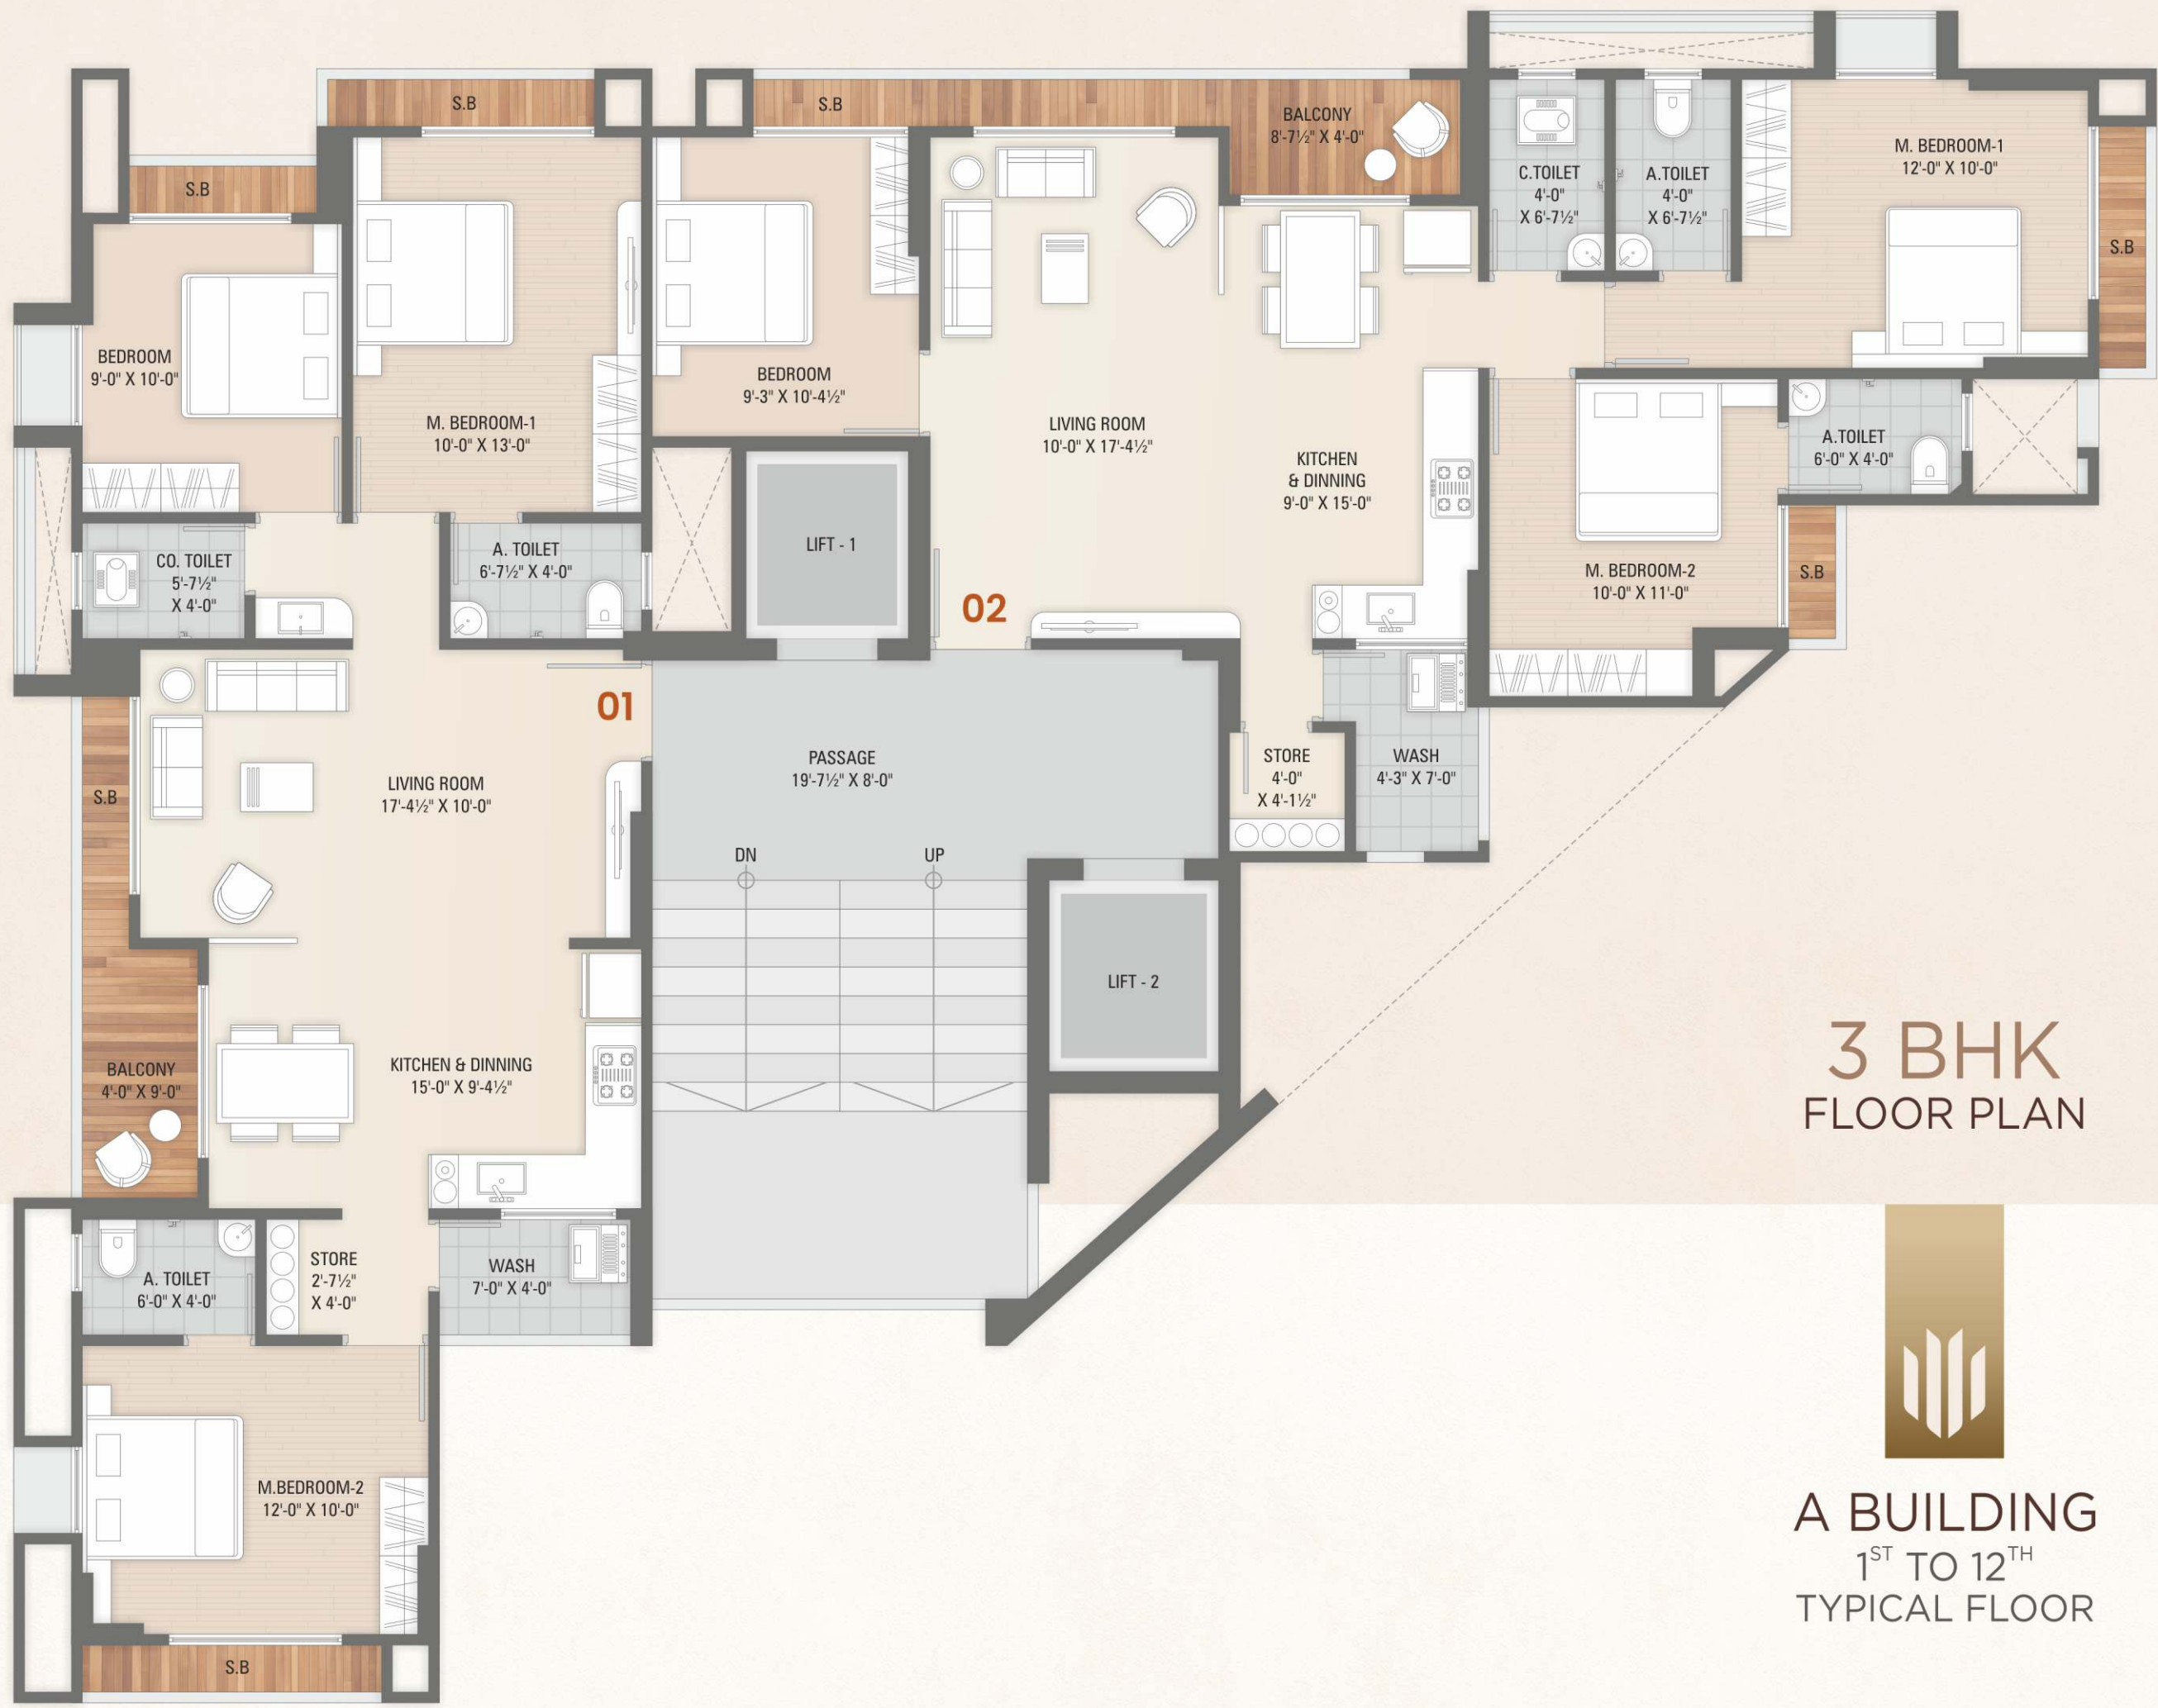 S.B
S.B
S.B
BALCONY
8'-7½" X 4'-0"
C.TOILET
4'-0"
X 6'-7½"
A.TOILET
4'-0"
X 6'-7½"
M. BEDROOM-1
12'-0" X 10'-0"
S.B
BEDROOM
9'-0" X 10'-0"
M. BEDROOM-1
10'-0" X 13'-0"
BEDROOM
9'-3" X 10'-4½"
LIVING ROOM
10'-0" X 17'-4½"
KITCHEN
& DINNING
9'-0" X 15'-0"
A.TOILET
6'-0" X 4'-0"
CO. TOILET
5'-7½"
X 4'-0"
A. TOILET
6'-7½" X 4'-0"
LIFT - 1
02
M. BEDROOM-2
10'-0" X 11'-0"
S.B
01
S.B
LIVING ROOM
17'-4½" X 10'-0"
PASSAGE
19'-7½" X 8'-0"
STORE
4'-0"
X 4'-1½"
WASH
4'-3" X 7'-0"
DN
UP
LIFT - 2
BALCONY
4'-0" X 9'-0"
KITCHEN & DINNING
15'-0" X 9'-4½"
3 BHK
FLOOR PLAN
A. TOILET
6'-0" X 4'-0"
STORE
2'-7½"
X 4'-0"
WASH
7'-0" X 4'-0"
M.BEDROOM-2
12'-0" X 10'-0"
S.B
A BUILDING
1ST TO 12TH
TYPICAL FLOOR